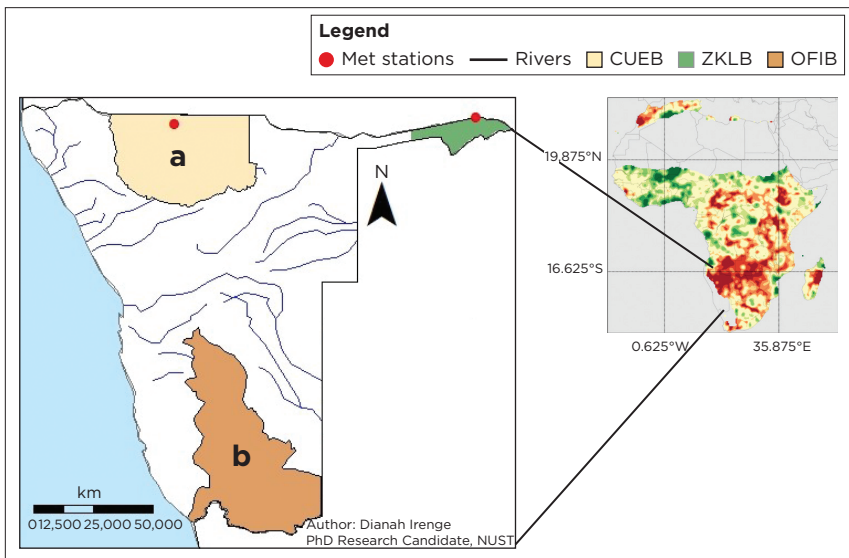 Legend
Met stations Rivers CUEB ZKLB OFIB
a
N
b
km
012,500 25,000 50,000
Author: Dianah Irenge
PhD Research Candidate, NUST
19,875°N
16.625°S
0.625°W 35.875°E